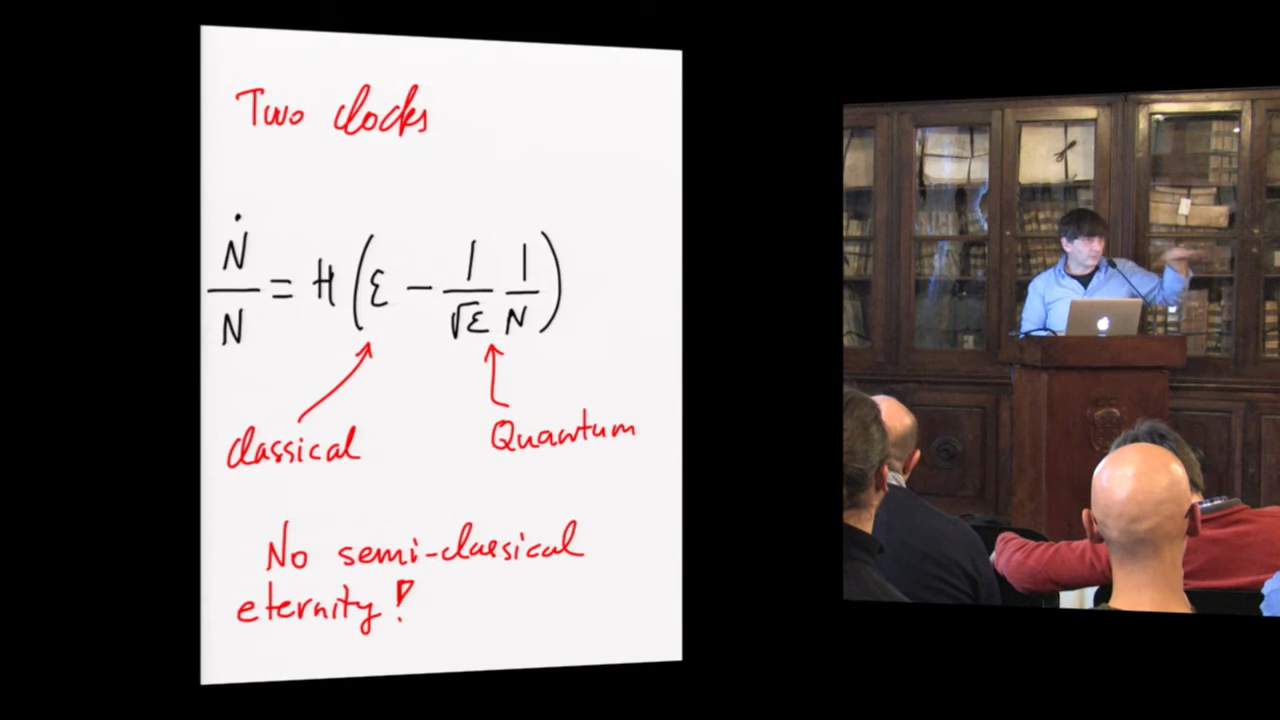 Two clocks
Ṅ/N = H(ε − 1/√ε 1/N)
classical
Quantum
No semi-classical
eternity!